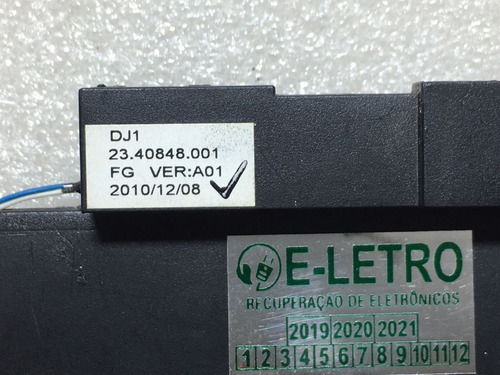 DJ1
23.40848.001
FG VER:A01
2010/12/08
E-LETRO
RECUPERAÇÃO DE ELETRÔNICOS
2019 2020 2021
1 2 3 4 5 6 7 8 9 10 11 12